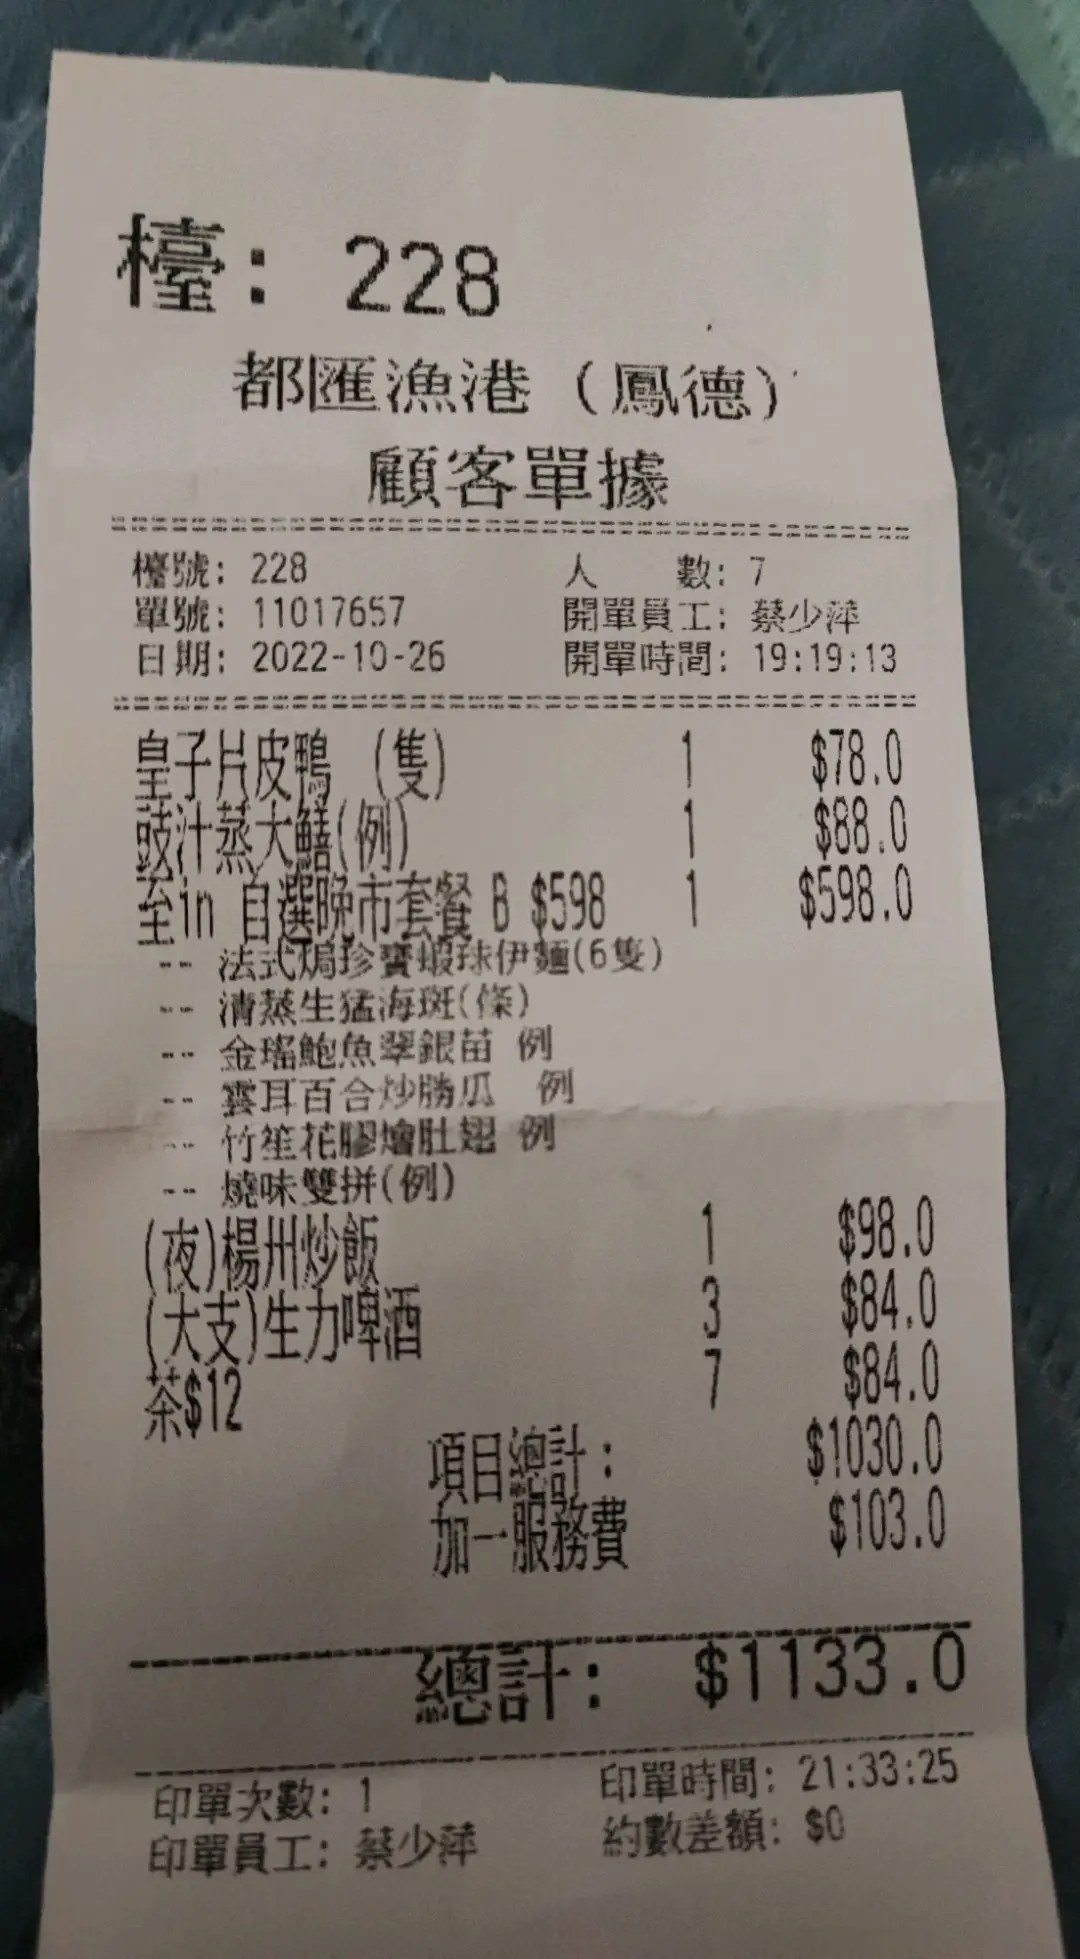 檯: 228
都匯漁港 (鳳德)
顧客單據
檯號: 228 人 數: 7
單號: 11017657 開單員工: 蔡少萍
日期: 2022-10-26 開單時間: 19:19:13
皇子片皮鴨 (隻) 1 $78.0
豉汁蒸大鱔(例) 1 $88.0
至in 自選晚市套餐 B $598 1 $598.0
-- 法式焗珍寶蝦球伊麵(6隻)
-- 清蒸生猛海斑(條)
-- 金瑤鮑魚翠銀苗 例
-- 雲耳百合炒勝瓜 例
-- 竹笙花膠燴肚翅 例
-- 燒味雙拼(例)
(夜)楊州炒飯 1 $98.0
(大支)生力啤酒 3 $84.0
茶$12 7 $84.0
項目總計: $1030.0
加一服務費 $103.0
總計: $1133.0
印單次數: 1 印單時間: 21:33:25
印單員工: 蔡少萍 約數差額: $0